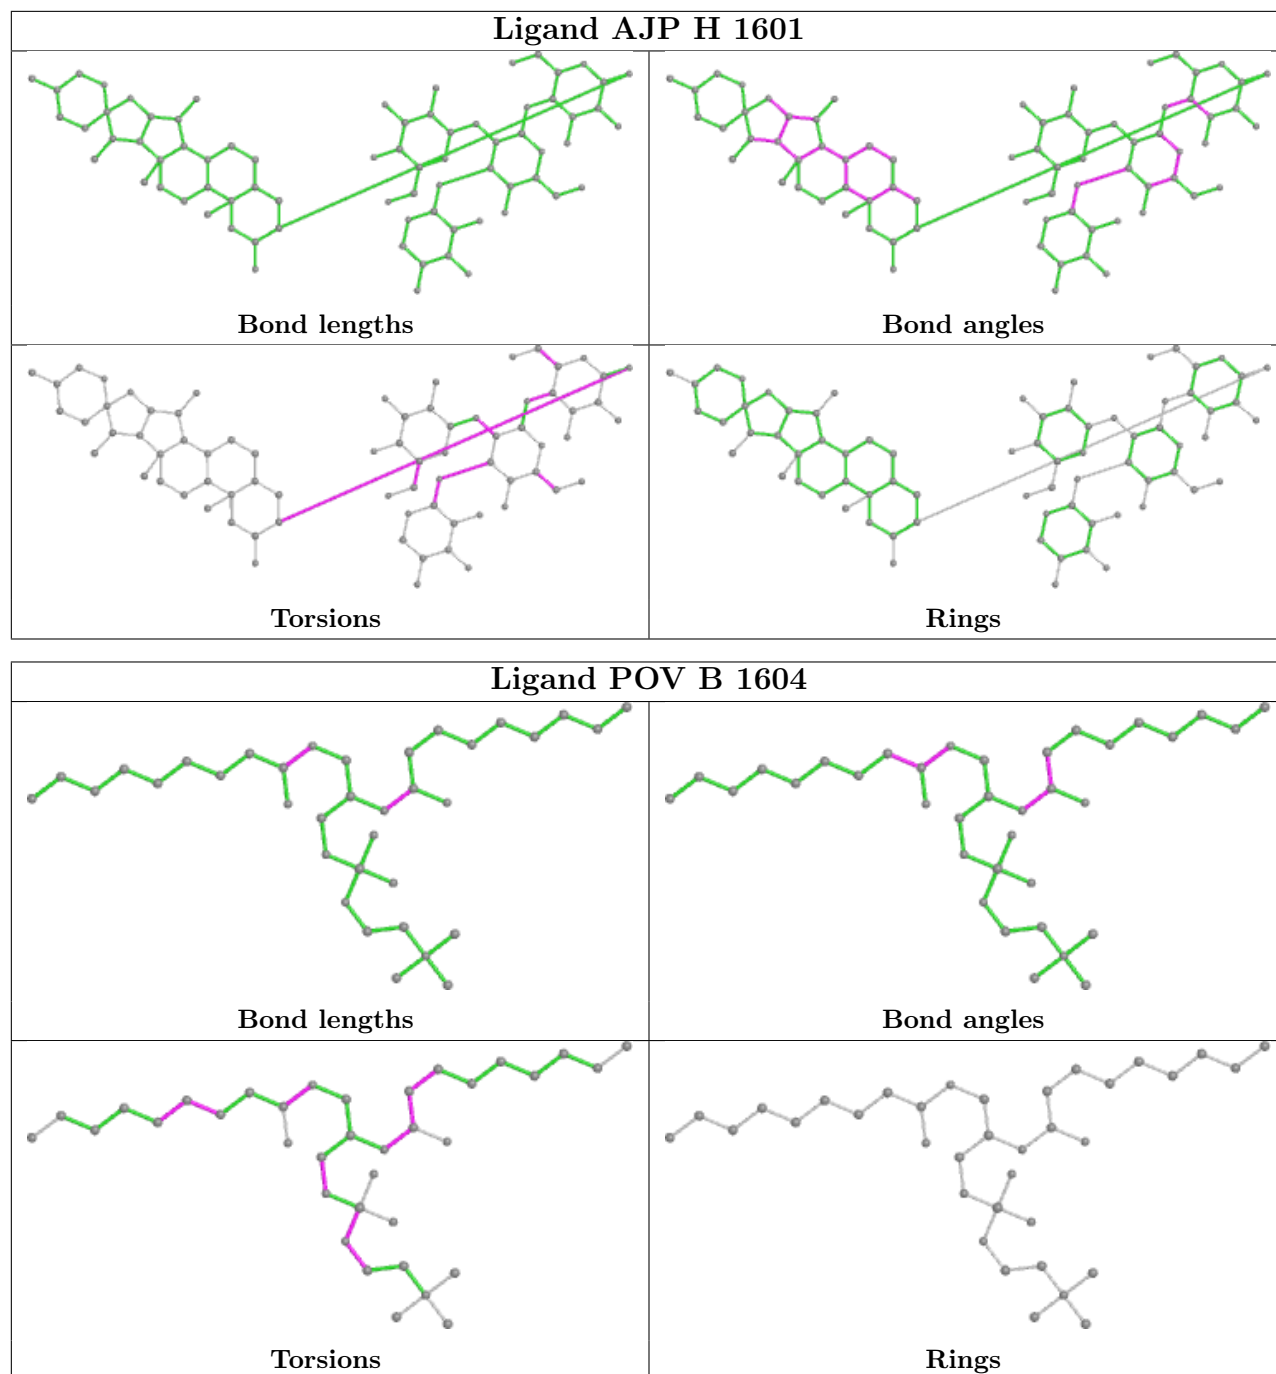 Ligand AJP H 1601
Bond lengths
Bond angles
Torsions
Rings
Ligand POV B 1604
Bond lengths
Bond angles
Torsions
Rings